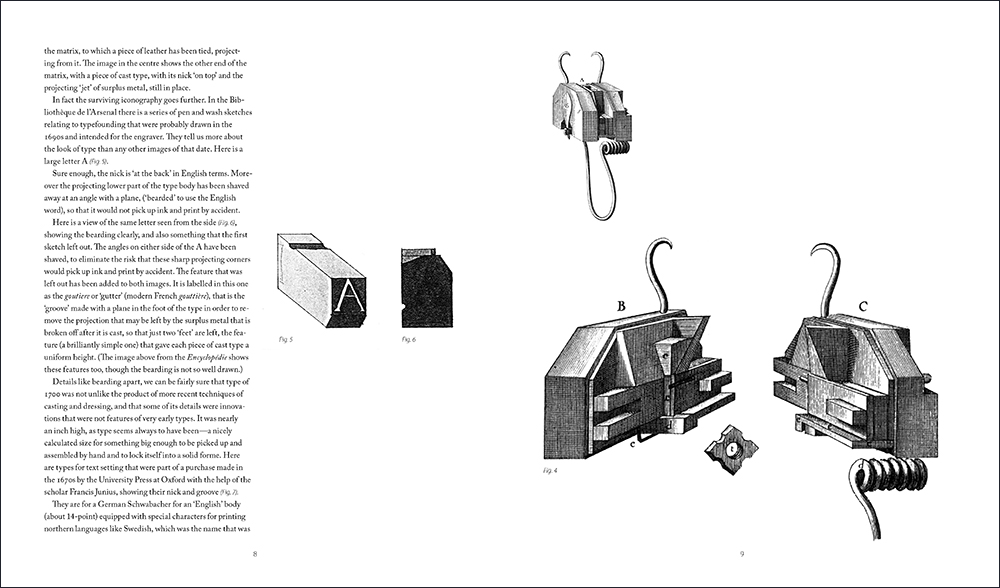 the matrix, to which a piece of leather has been tied, project-
ing from it. The image in the centre shows the other end of the
matrix, with a piece of cast type, with its nick ‘on top’ and the
projecting ‘jet’ of surplus metal, still in place.
In fact the surviving iconography goes further. In the Bib-
liothèque de l’Arsenal there is a series of pen and wash sketches
relating to typefounding that were probably drawn in the
1690s and intended for the engraver. They tell us more about
the look of type than any other images of that date. Here is a
large letter A (Fig. 5).
Sure enough, the nick is ‘at the back’ in English terms. More-
over the projecting lower part of the type body has been shaved
away at an angle with a plane, (‘bearded’ to use the English
word), so that it would not pick up ink and print by accident.
Here is a view of the same letter seen from the side (Fig. 6),
showing the bearding clearly, and also something that the first
sketch left out. The angles on either side of the A have been
shaved, to eliminate the risk that these sharp projecting corners
would pick up ink and print by accident. The feature that was
left out has been added to both images. It is labelled in this one
as the goutiere or ‘gutter’ (modern French gouttière), that is the
‘groove’ made with a plane in the foot of the type in order to re-
move the projection that may be left by the surplus metal that is
broken off after it is cast, so that just two ‘feet’ are left, the fea-
ture (a brilliantly simple one) that gave each piece of cast type a
uniform height. (The image above from the Encyclopédie shows
these features too, though the bearding is not so well drawn.)
Details like bearding apart, we can be fairly sure that type of
1700 was not unlike the product of more recent techniques of
casting and dressing, and that some of its details were innova-
tions that were not features of very early types. It was nearly
an inch high, as type seems always to have been—a nicely
calculated size for something big enough to be picked up and
assembled by hand and to lock itself into a solid forme. Here
are types for text setting that were part of a purchase made in
the 1670s by the University Press at Oxford with the help of the
scholar Francis Junius, showing their nick and groove (Fig. 7).
They are for a German Schwabacher for an ‘English’ body
(about 14-point) equipped with special characters for printing
northern languages like Swedish, which was the name that was
8
A
Fig. 5
Fig. 6
A
B
C
c
t
d
Fig. 4
9